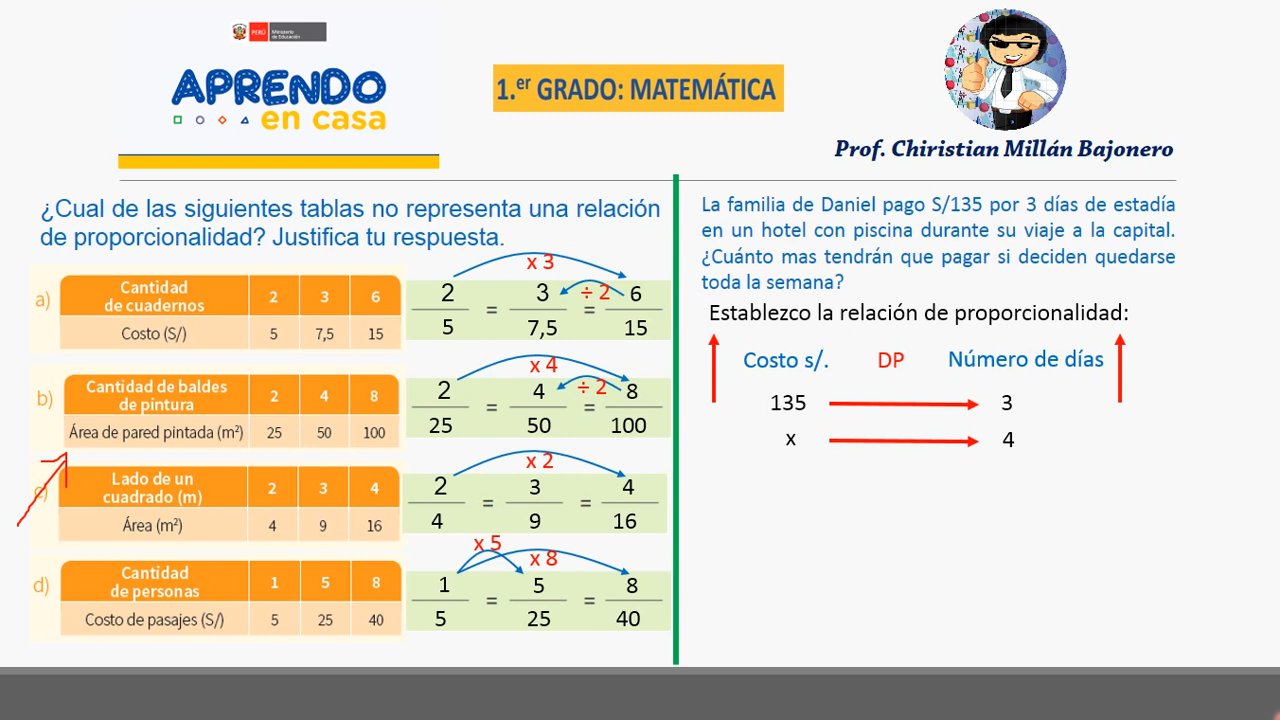 PERÚ Ministerio de Educación
APRENDO
en casa
1.er GRADO: MATEMÁTICA
Prof. Chiristian Millán Bajonero
¿Cual de las siguientes tablas no representa una relación
de proporcionalidad? Justifica tu respuesta.
a) Cantidad de cuadernos 2 3 6
Costo (S/) 5 7,5 15
x 3
÷ 2
2 3 6
= =
5 7,5 15
b) Cantidad de baldes de pintura 2 4 8
Área de pared pintada (m²) 25 50 100
x 4
÷ 2
2 4 8
= =
25 50 100
c) Lado de un cuadrado (m) 2 3 4
Área (m²) 4 9 16
x 2
2 3 4
= =
4 9 16
d) Cantidad de personas 1 5 8
Costo de pasajes (S/) 5 25 40
x 5
x 8
1 5 8
= =
5 25 40
La familia de Daniel pago S/135 por 3 días de estadía
en un hotel con piscina durante su viaje a la capital.
¿Cuánto mas tendrán que pagar si deciden quedarse
toda la semana?
Establezco la relación de proporcionalidad:
Costo s/. DP Número de días
135 3
x 4